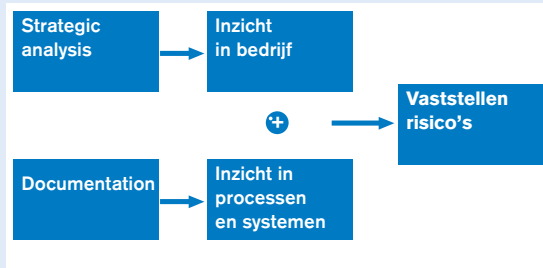 Strategic
analysis
Inzicht
in bedrijf
Vaststellen
risico's
+
Documentation
Inzicht in
processen
en systemen